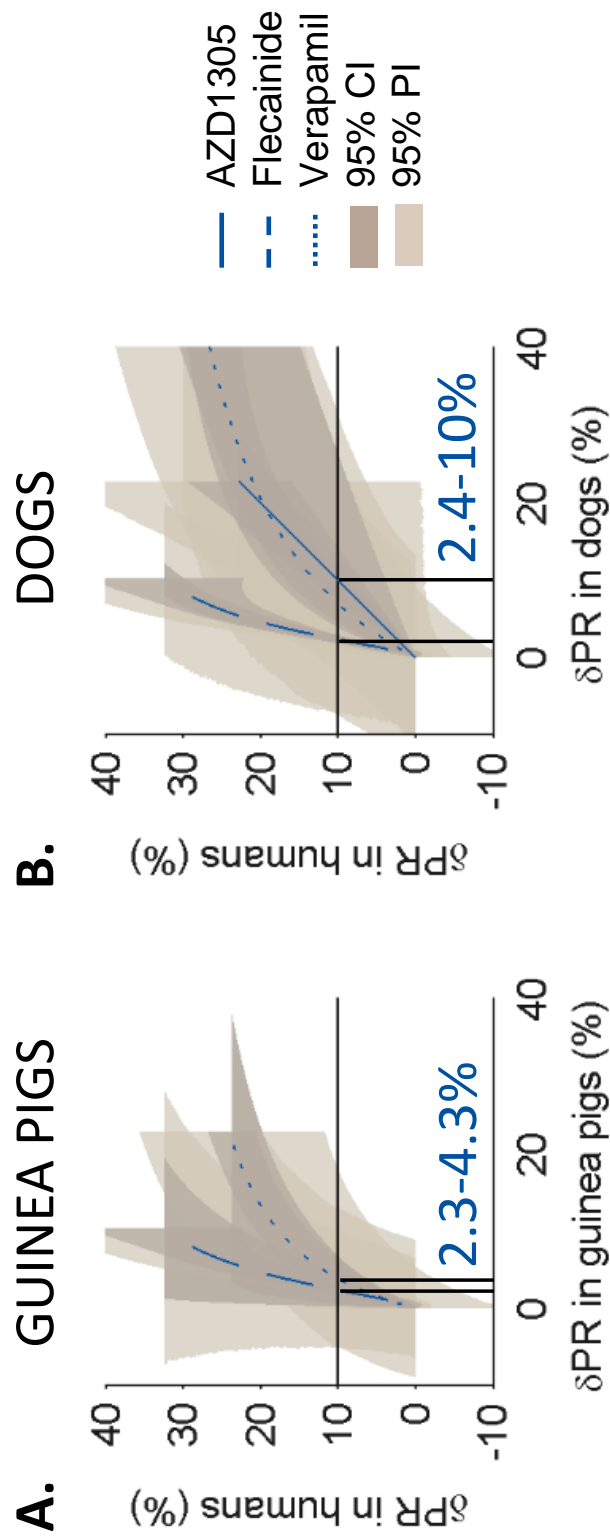 A.
GUINEA PIGS
δPR in humans (%)
40
30
20
10
0
-10
2.3-4.3%
0
20
40
δPR in guinea pigs (%)
B.
DOGS
δPR in humans (%)
40
30
20
10
0
-10
2.4-10%
0
20
40
δPR in dogs (%)
AZD1305
Flecainide
Verapamil
95% CI
95% PI